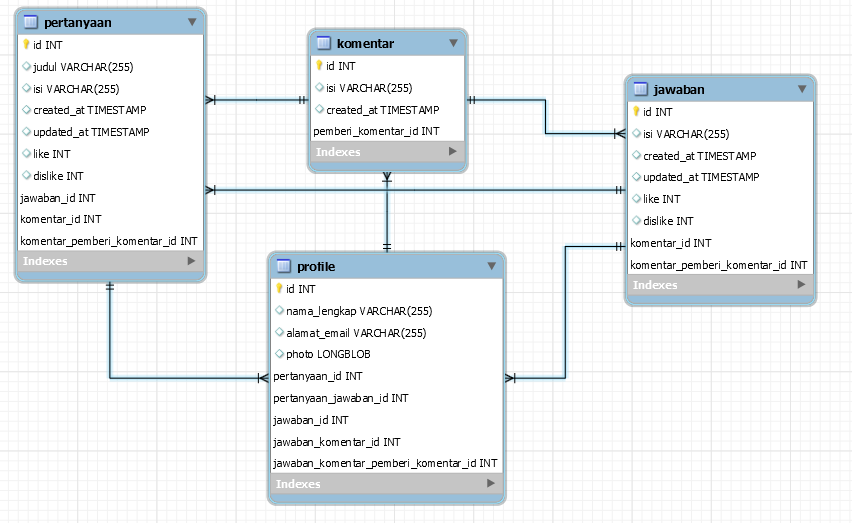 pertanyaan
id INT
judul VARCHAR(255)
isi VARCHAR(255)
created_at TIMESTAMP
updated_at TIMESTAMP
like INT
dislike INT
jawaban_id INT
komentar_id INT
komentar_pemberi_komentar_id INT
Indexes
komentar
id INT
isi VARCHAR(255)
created_at TIMESTAMP
pemberi_komentar_id INT
Indexes
jawaban
id INT
isi VARCHAR(255)
created_at TIMESTAMP
updated_at TIMESTAMP
like INT
dislike INT
komentar_id INT
komentar_pemberi_komentar_id INT
Indexes
profile
id INT
nama_lengkap VARCHAR(255)
alamat_email VARCHAR(255)
photo LONGBLOB
pertanyaan_id INT
pertanyaan_jawaban_id INT
jawaban_id INT
jawaban_komentar_id INT
jawaban_komentar_pemberi_komentar_id INT
Indexes